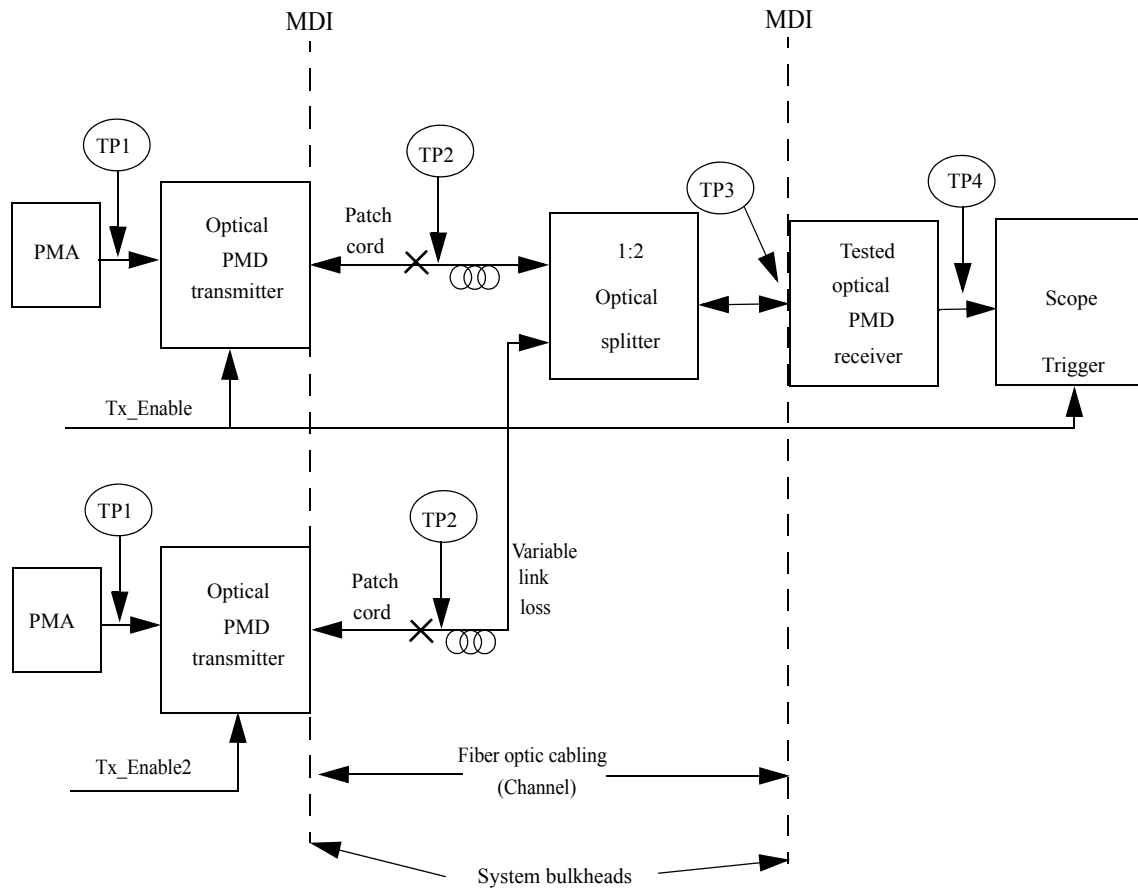 MDI
MDI
TP1
TP2
TP3
TP4
PMA
Optical
PMD
transmitter
Patch
cord
1:2
Optical
splitter
Tested
optical
PMD
receiver
Scope
Trigger
Tx_Enable
TP1
TP2
PMA
Optical
PMD
transmitter
Patch
cord
Variable
link
loss
Tx_Enable2
Fiber optic cabling
(Channel)
System bulkheads